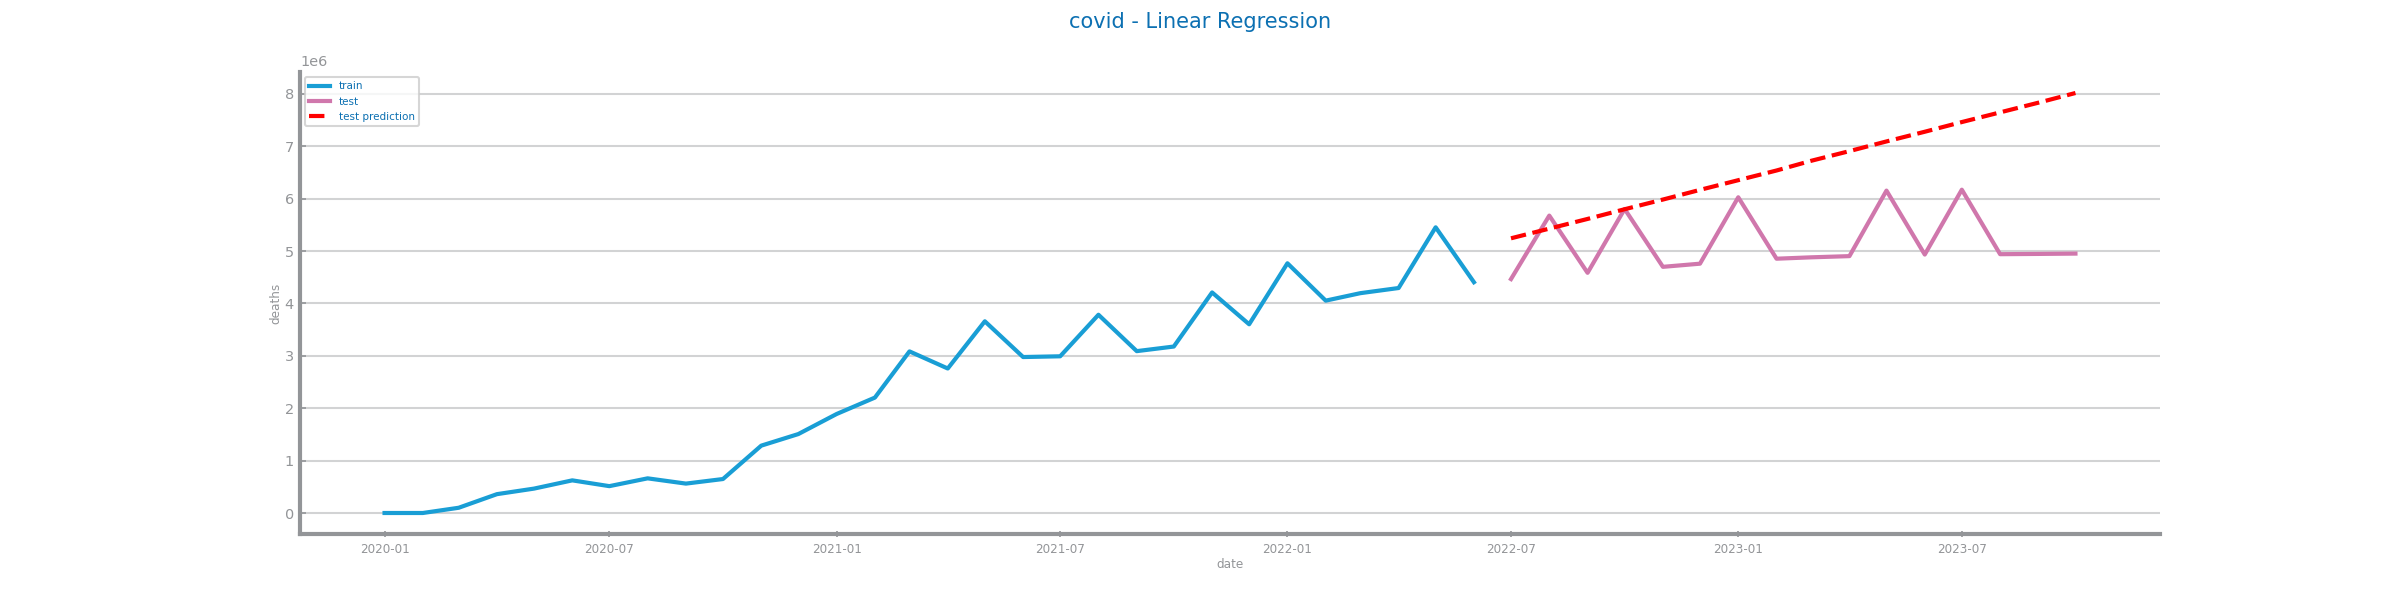 covid - Linear Regression
1e6
train
test
test prediction
8
7
6
5
4
3
2
1
0
deaths
2020-01 2020-07 2021-01 2021-07 2022-01 2022-07 2023-01 2023-07
date